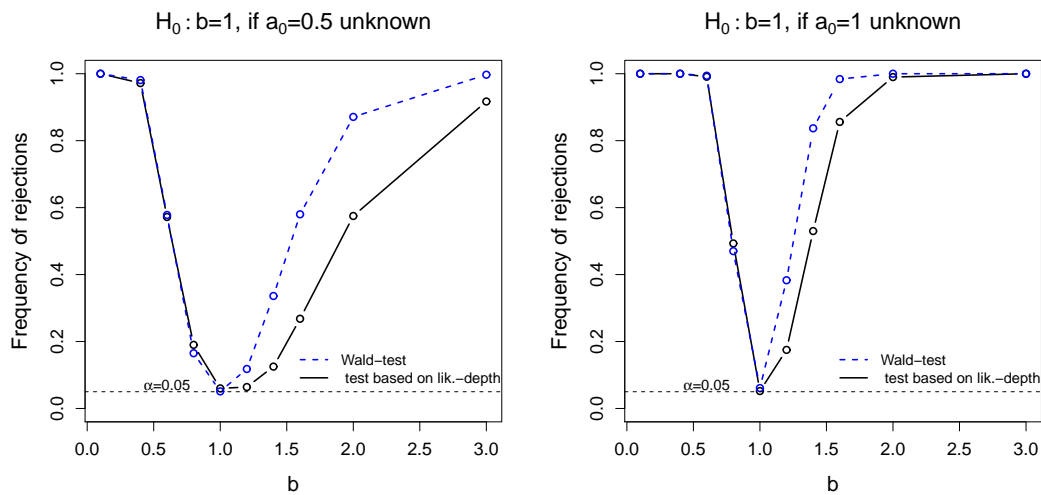 H₀ : b=1, if a₀=0.5 unknown
Frequency of rejections
1.0
0.8
0.6
0.4
0.2
0.0
α=0.05
Wald−test
test based on lik.−depth
0.0 0.5 1.0 1.5 2.0 2.5 3.0
b
H₀ : b=1, if a₀=1 unknown
Frequency of rejections
1.0
0.8
0.6
0.4
0.2
0.0
α=0.05
Wald−test
test based on lik.−depth
0.0 0.5 1.0 1.5 2.0 2.5 3.0
b